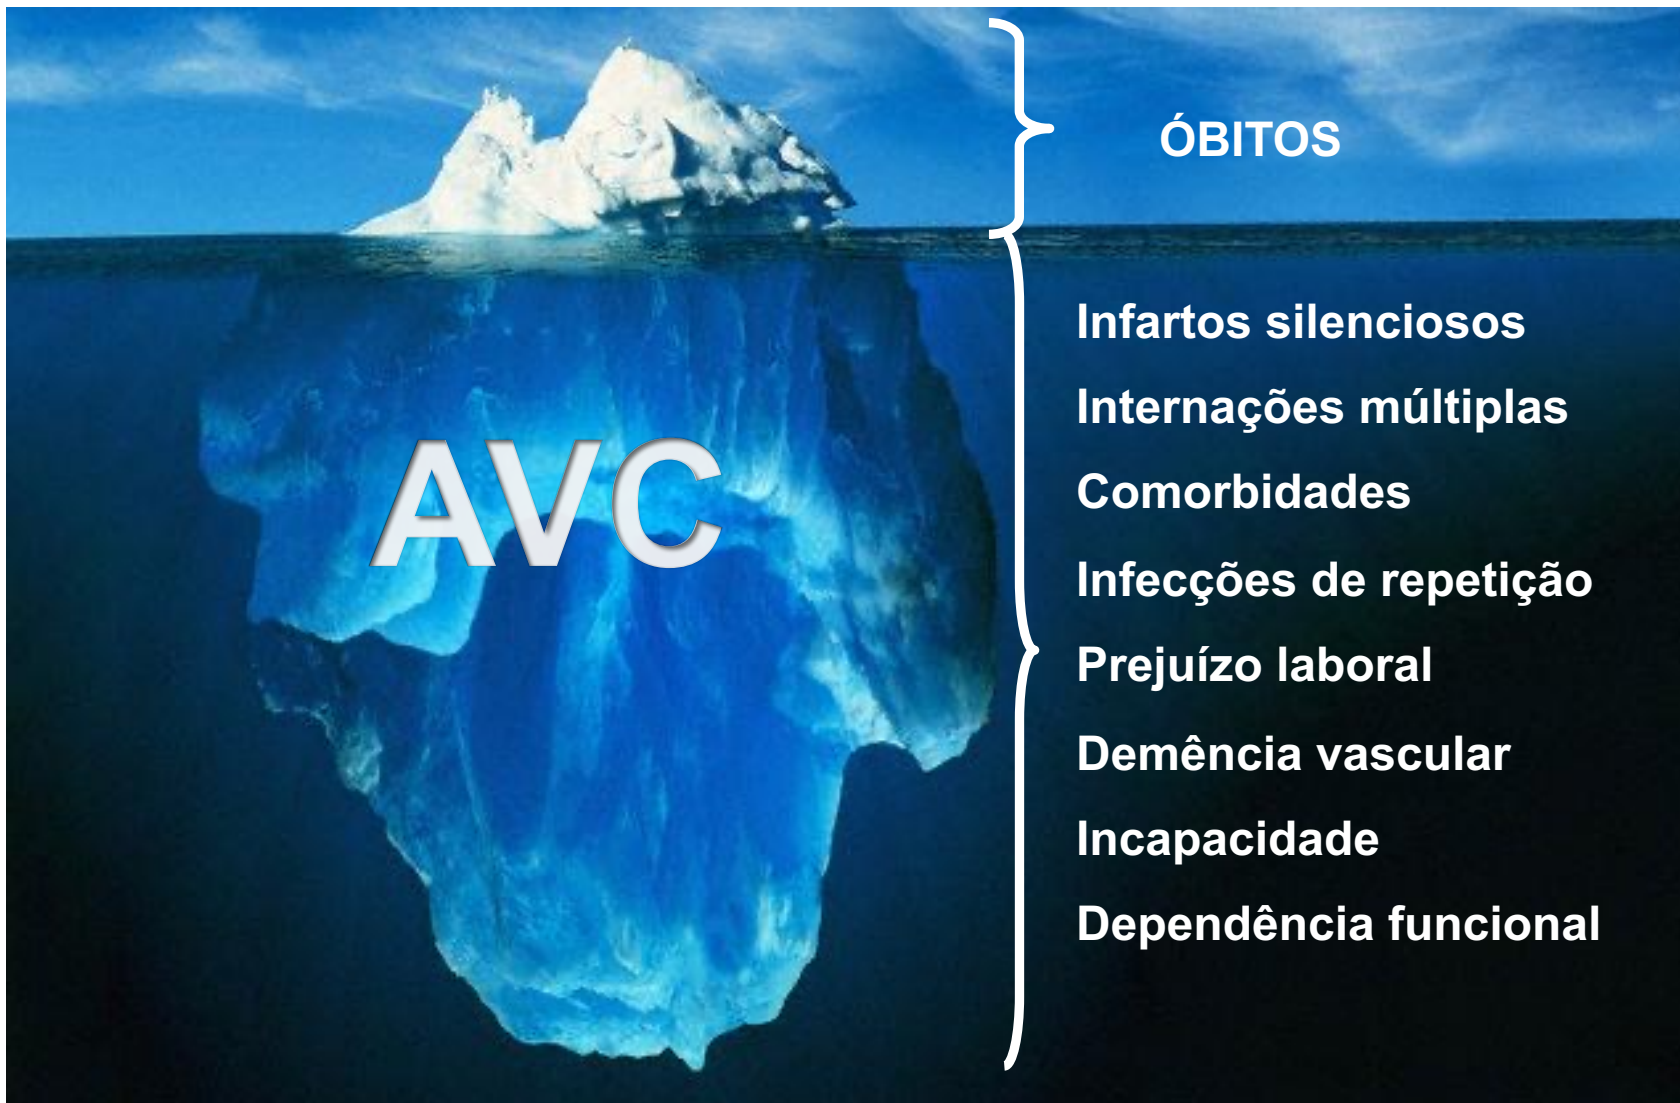 ÓBITOS
Infartos silenciosos
Internações múltiplas
Comorbidades
AVC
Infecções de repetição
Prejuízo laboral
Demência vascular
Incapacidade
Dependência funcional